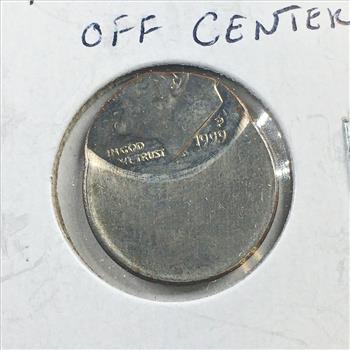 OFF CENTER
IN GOD
WE TRUST
1999
P